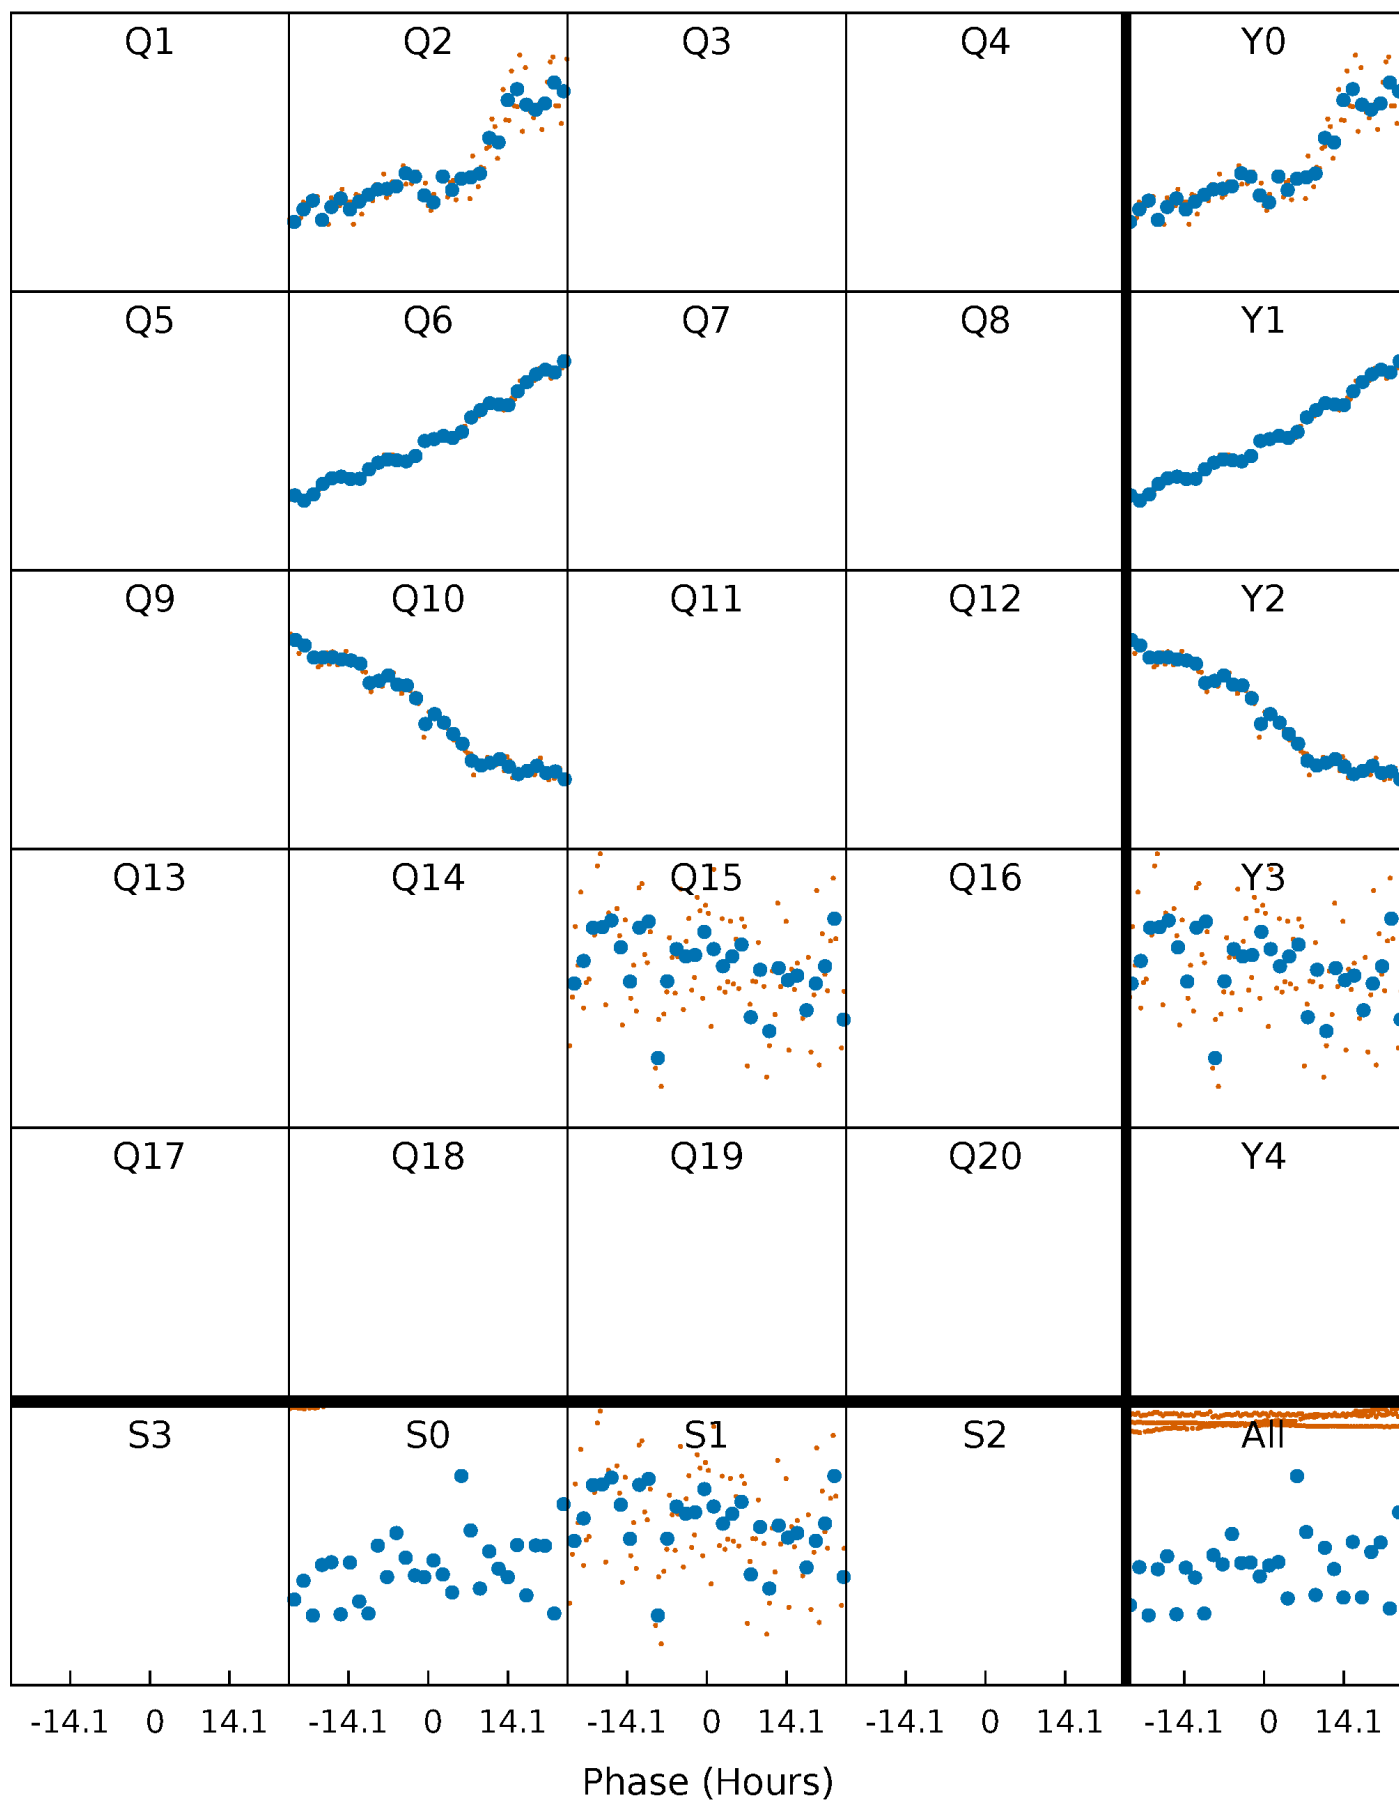 Q1 Q2 Q3 Q4 Y0
Q5 Q6 Q7 Q8 Y1
Q9 Q10 Q11 Q12 Y2
Q13 Q14 Q15 Q16 Y3
Q17 Q18 Q19 Q20 Y4
S3 S0 S1 S2 All
-14.1 0 14.1 -14.1 0 14.1 -14.1 0 14.1 -14.1 0 14.1 -14.1 0 14.1
Phase (Hours)